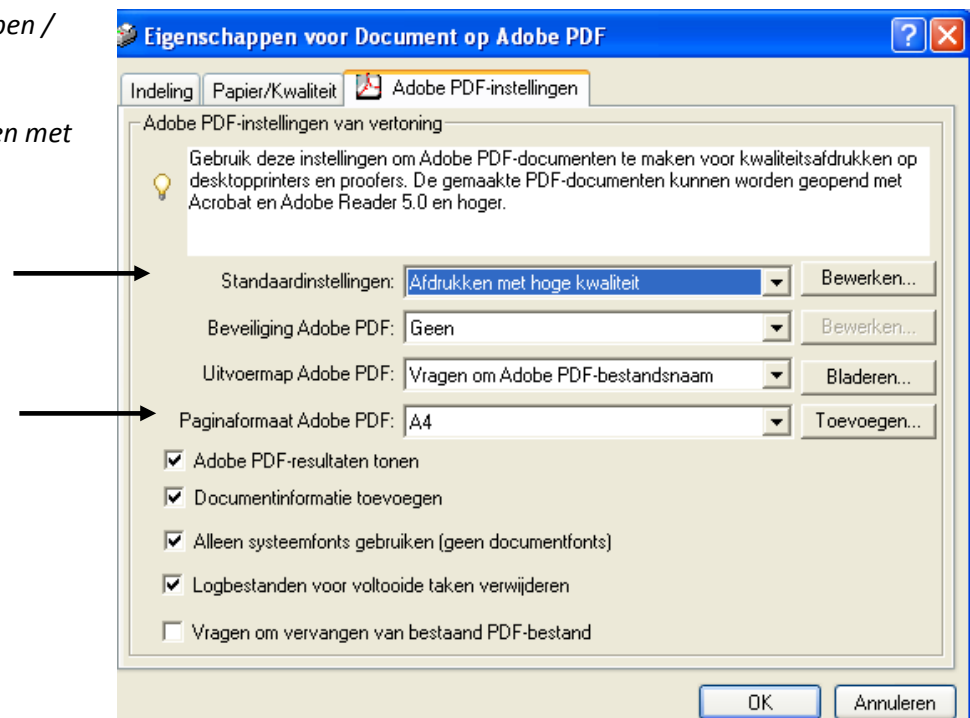 pen /
en met
Eigenschappen voor Document op Adobe PDF
Indeling Papier/Kwaliteit Adobe PDF-instellingen
Adobe PDF-instellingen van vertoning
Gebruik deze instellingen om Adobe PDF-documenten te maken voor kwaliteitsafdrukken op
desktopprinters en proofers. De gemaakte PDF-documenten kunnen worden geopend met
Acrobat en Adobe Reader 5.0 en hoger.
Standaardinstellingen: Afdrukken met hoge kwaliteit Bewerken...
Beveiliging Adobe PDF: Geen Bewerken...
Uitvoermap Adobe PDF: Vragen om Adobe PDF-bestandsnaam Bladeren...
Paginaformaat Adobe PDF: A4 Toevoegen...
Adobe PDF-resultaten tonen
Documentinformatie toevoegen
Alleen systeemfonts gebruiken (geen documentfonts)
Logbestanden voor voltooide taken verwijderen
Vragen om vervangen van bestaand PDF-bestand
OK Annuleren